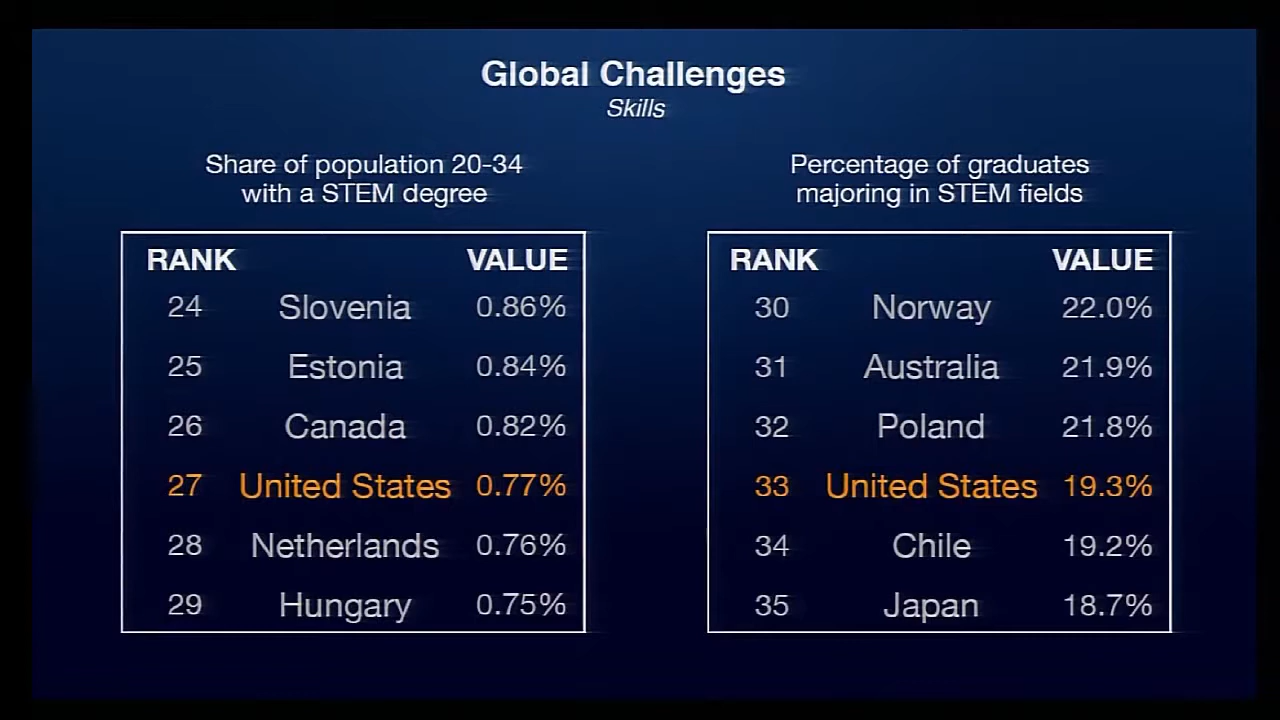 Global Challenges
Skills
Share of population 20-34
with a STEM degree
RANK VALUE
24 Slovenia 0.86%
25 Estonia 0.84%
26 Canada 0.82%
27 United States 0.77%
28 Netherlands 0.76%
29 Hungary 0.75%
Percentage of graduates
majoring in STEM fields
RANK VALUE
30 Norway 22.0%
31 Australia 21.9%
32 Poland 21.8%
33 United States 19.3%
34 Chile 19.2%
35 Japan 18.7%